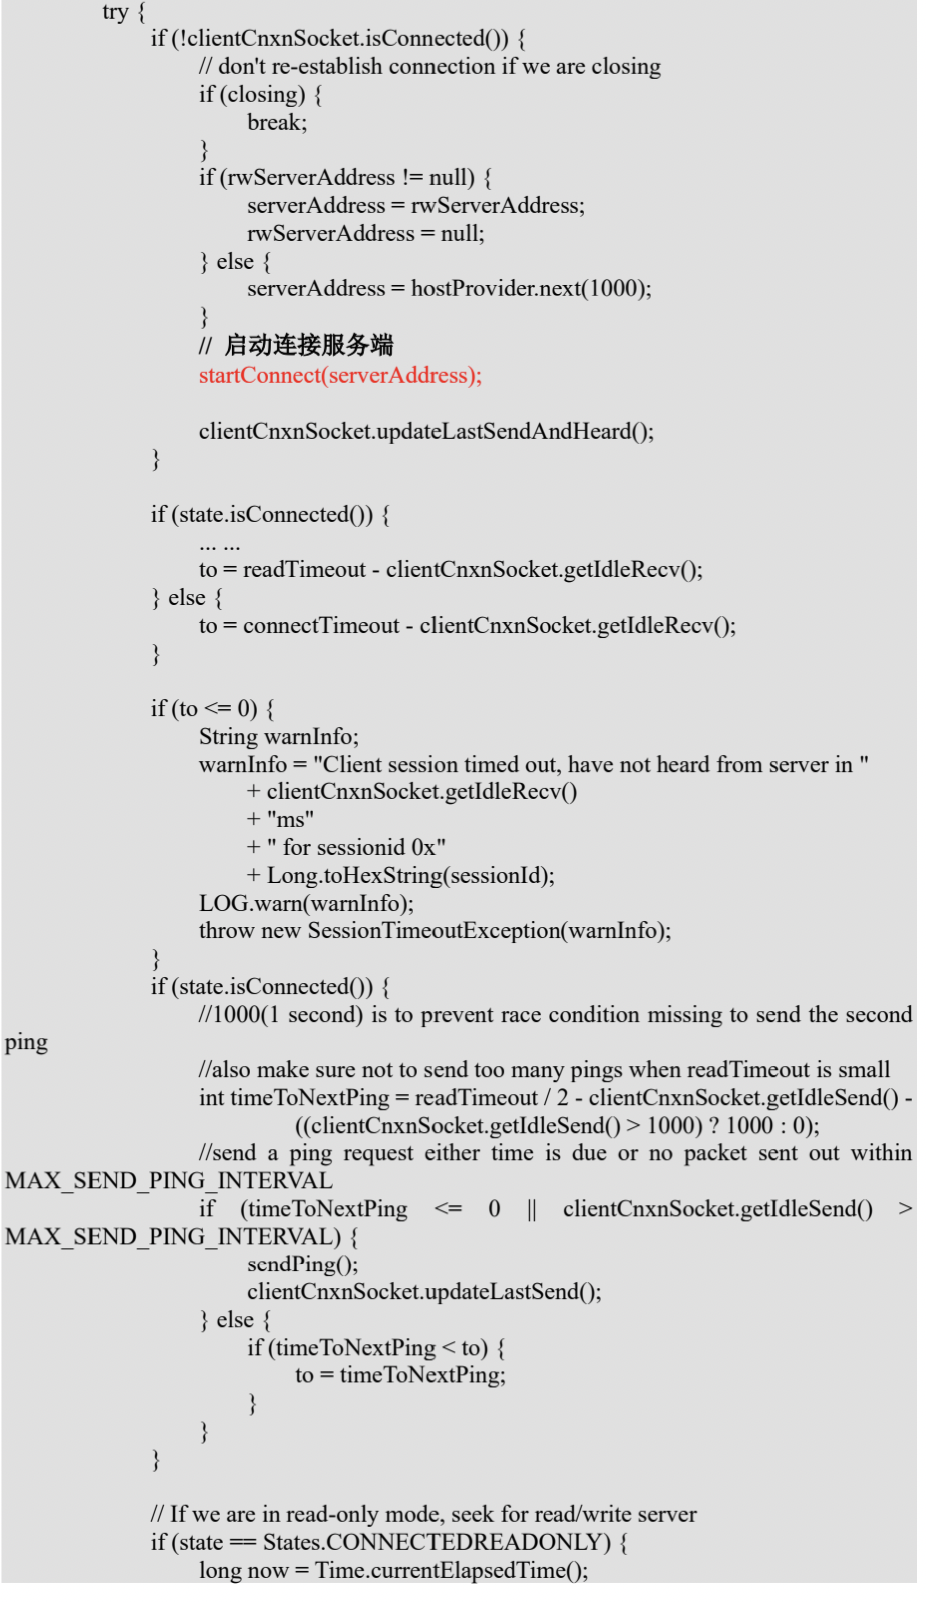 try {
if (!clientCnxnSocket.isConnected()) {
// don't re-establish connection if we are closing
if (closing) {
break;
}
if (rwServerAddress != null) {
serverAddress = rwServerAddress;
rwServerAddress = null;
} else {
serverAddress = hostProvider.next(1000);
}
// 启动连接服务端
startConnect(serverAddress);
clientCnxnSocket.updateLastSendAndHeard();
}
if (state.isConnected()) {
... ...
to = readTimeout - clientCnxnSocket.getIdleRecv();
} else {
to = connectTimeout - clientCnxnSocket.getIdleRecv();
}
if (to <= 0) {
String warnInfo;
warnInfo = "Client session timed out, have not heard from server in "
+ clientCnxnSocket.getIdleRecv()
+ "ms"
+ " for sessionid 0x"
+ Long.toHexString(sessionId);
LOG.warn(warnInfo);
throw new SessionTimeoutException(warnInfo);
}
if (state.isConnected()) {
//1000(1 second) is to prevent race condition missing to send the second
ping
//also make sure not to send too many pings when readTimeout is small
int timeToNextPing = readTimeout / 2 - clientCnxnSocket.getIdleSend() -
((clientCnxnSocket.getIdleSend() > 1000) ? 1000 : 0);
//send a ping request either time is due or no packet sent out within
MAX_SEND_PING_INTERVAL
if (timeToNextPing <= 0 || clientCnxnSocket.getIdleSend() >
MAX_SEND_PING_INTERVAL) {
sendPing();
clientCnxnSocket.updateLastSend();
} else {
if (timeToNextPing < to) {
to = timeToNextPing;
}
}
}
// If we are in read-only mode, seek for read/write server
if (state == States.CONNECTEDREADONLY) {
long now = Time.currentElapsedTime();